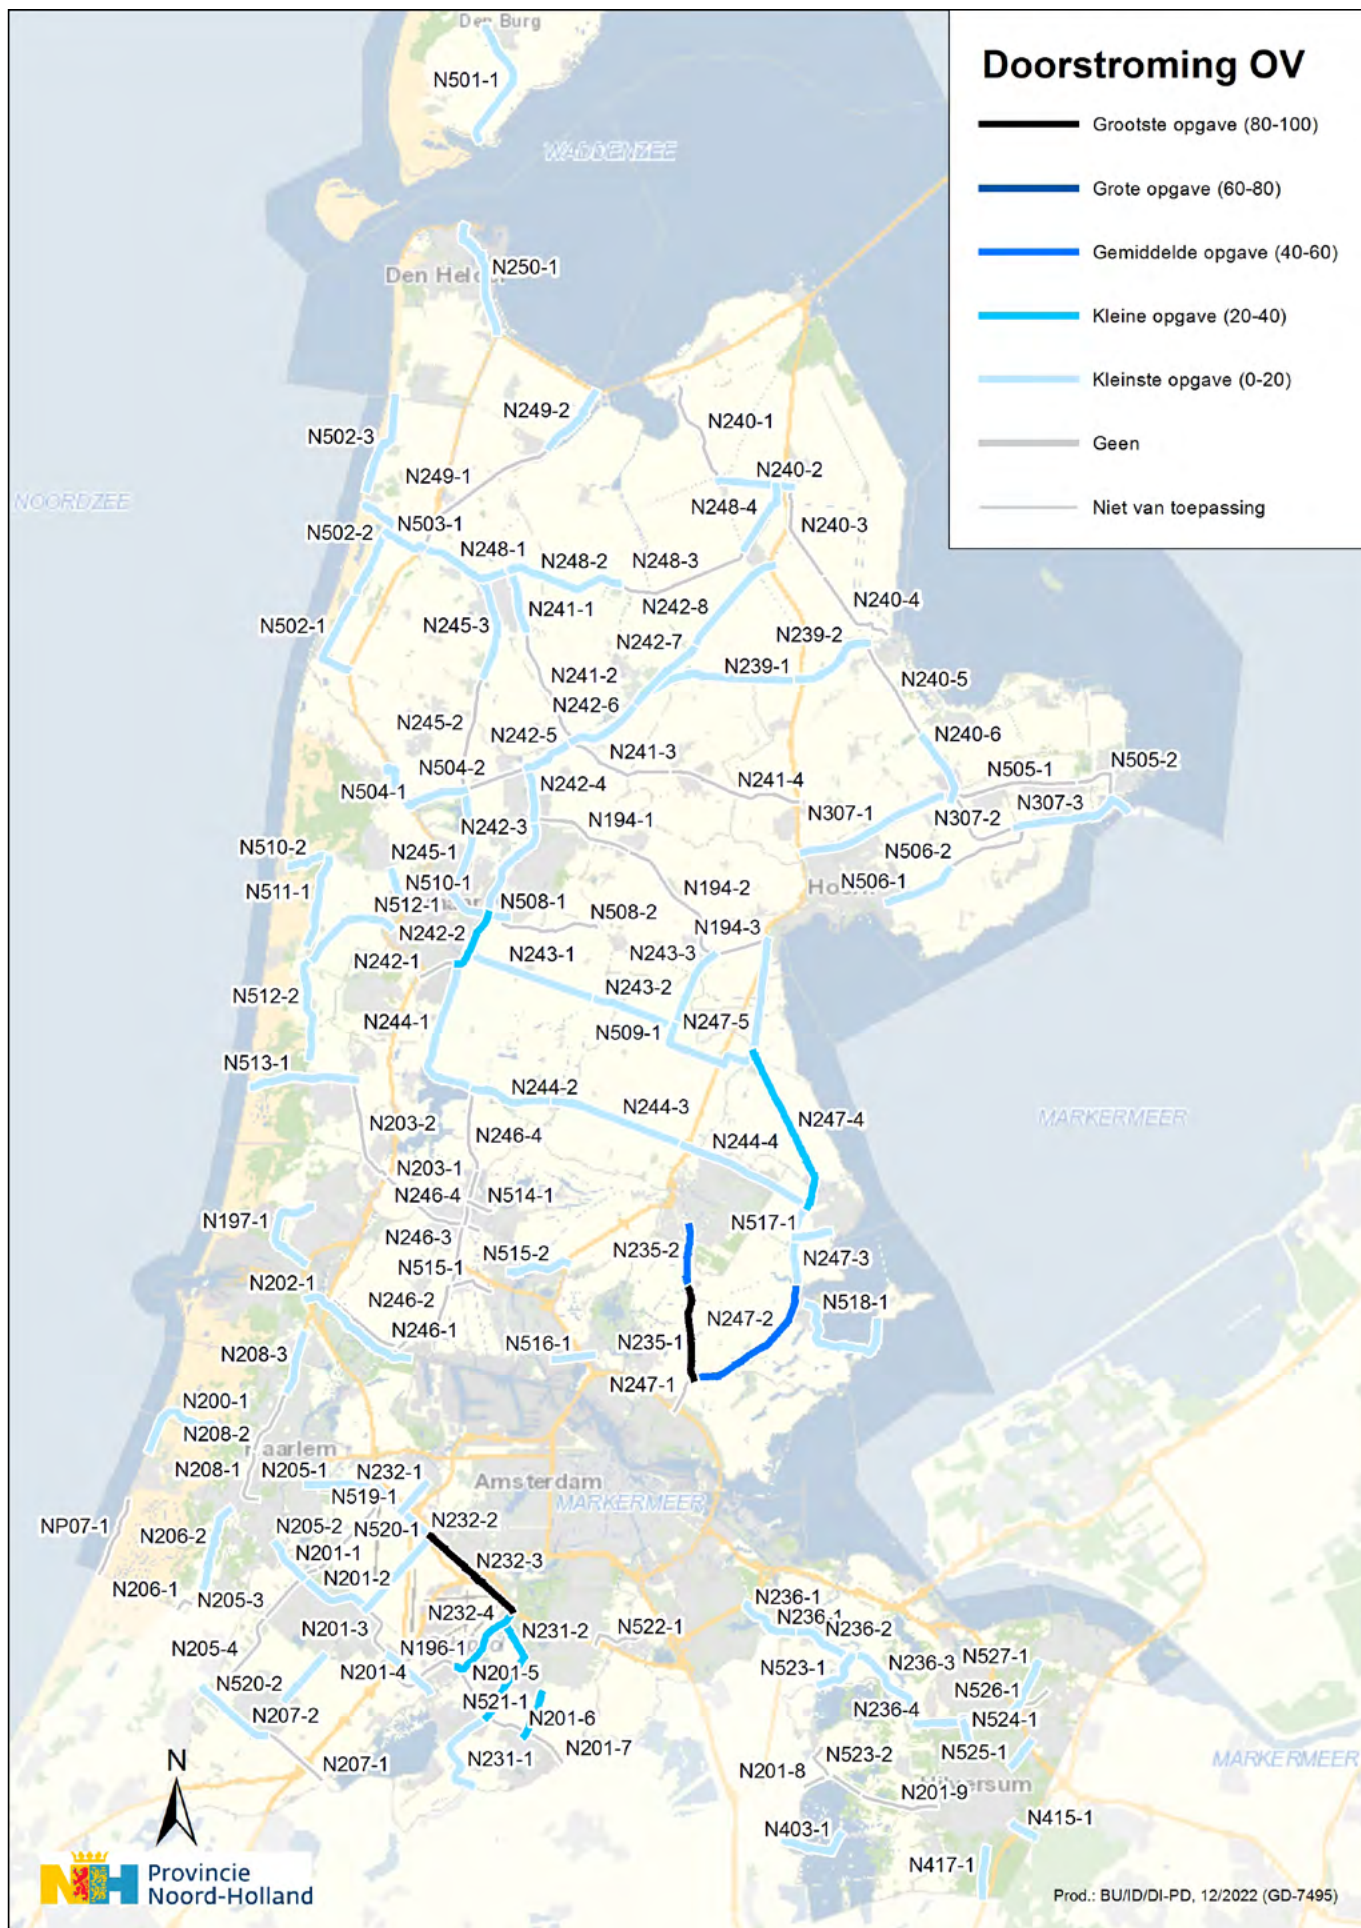 Den Burg
N501-1
WADDENZEE
Doorstroming OV
Grootste opgave (80-100)
Grote opgave (60-80)
Gemiddelde opgave (40-60)
Kleine opgave (20-40)
Kleinste opgave (0-20)
Geen
Niet van toepassing
N250-1
N249-2
N240-1
N502-3
N249-1
N240-2
NOORDZEE
N248-4
N503-1
N502-2
N240-3
N248-1
N248-2
N248-3
N240-4
N241-1
N242-8
N502-1
N245-3
N242-7
N239-2
N239-1
N241-2
N240-5
N242-6
N245-2
N242-5
N240-6
N241-3
N505-2
N504-2
N505-1
N504-1
N242-4
N241-4
N307-3
N307-1
N307-2
N242-3
N194-1
N510-2
N245-1
N506-2
N510-1
N506-1
N511-1
N194-2
N512-1
N508-1
N508-2
N242-2
N194-3
N242-1
N243-1
N243-3
N512-2
N243-2
N244-1
N247-5
N509-1
N513-1
N244-2
N244-3
MARKERMEER
N247-4
N203-2
N246-4
N244-4
N203-1
N246-4
N514-1
N197-1
N517-1
N246-3
N515-2
N235-2
N247-3
N515-1
N202-1
N246-2
N518-1
N247-2
N246-1
N516-1
N235-1
N208-3
N247-1
N200-1
N208-2
N208-1
N205-1
N232-1
Amsterdam
N519-1
MARKERMEER
NP07-1
N206-2
N205-2
N520-1
N232-2
N201-1
N232-3
N201-2
N206-1
N205-3
N232-4
N231-2
N522-1
N236-1
N236-1
N236-2
N205-4
N201-3
N196-1
N527-1
N236-3
N520-2
N201-4
N201-5
N523-1
N526-1
N521-1
N236-4
N524-1
N207-2
N201-6
N231-1
N201-7
N525-1
N523-2
MARKERMEER
N207-1
N201-8
N201-9
N
N403-1
N415-1
N417-1
Provincie
Noord-Holland
Prod.: BU/ID/DI-PD, 12/2022 (GD-7495)